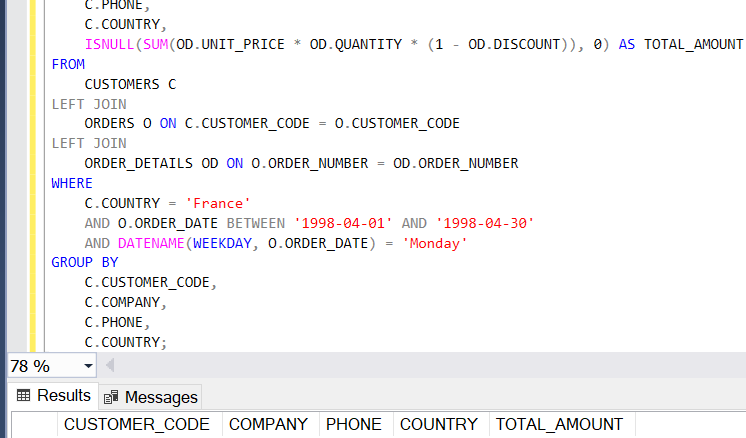 C.PHONE,
C.COUNTRY,
ISNULL(SUM(OD.UNIT_PRICE * OD.QUANTITY * (1 - OD.DISCOUNT)), 0) AS TOTAL_AMOUNT
FROM
CUSTOMERS C
LEFT JOIN
ORDERS O ON C.CUSTOMER_CODE = O.CUSTOMER_CODE
LEFT JOIN
ORDER_DETAILS OD ON O.ORDER_NUMBER = OD.ORDER_NUMBER
WHERE
C.COUNTRY = 'France'
AND O.ORDER_DATE BETWEEN '1998-04-01' AND '1998-04-30'
AND DATENAME(WEEKDAY, O.ORDER_DATE) = 'Monday'
GROUP BY
C.CUSTOMER_CODE,
C.COMPANY,
C.PHONE,
C.COUNTRY;
78 %
Results Messages
CUSTOMER_CODE COMPANY PHONE COUNTRY TOTAL_AMOUNT